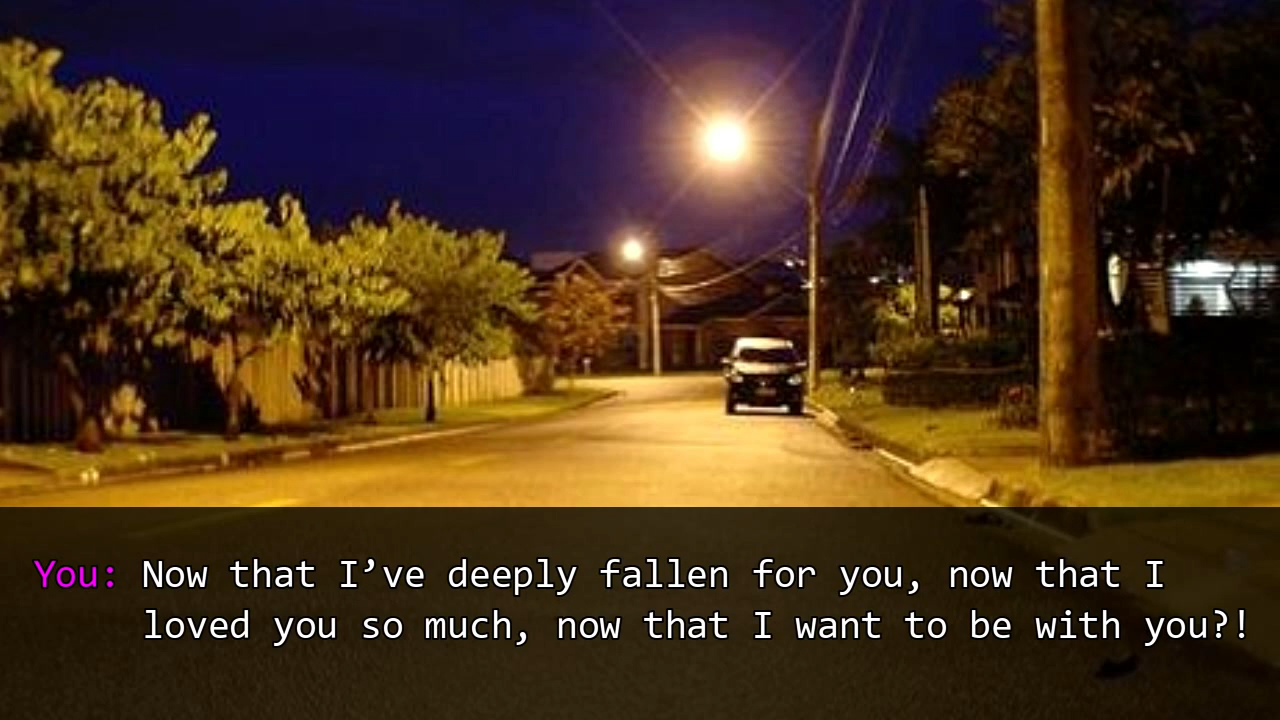 You: Now that I’ve deeply fallen for you, now that I
loved you so much, now that I want to be with you?!